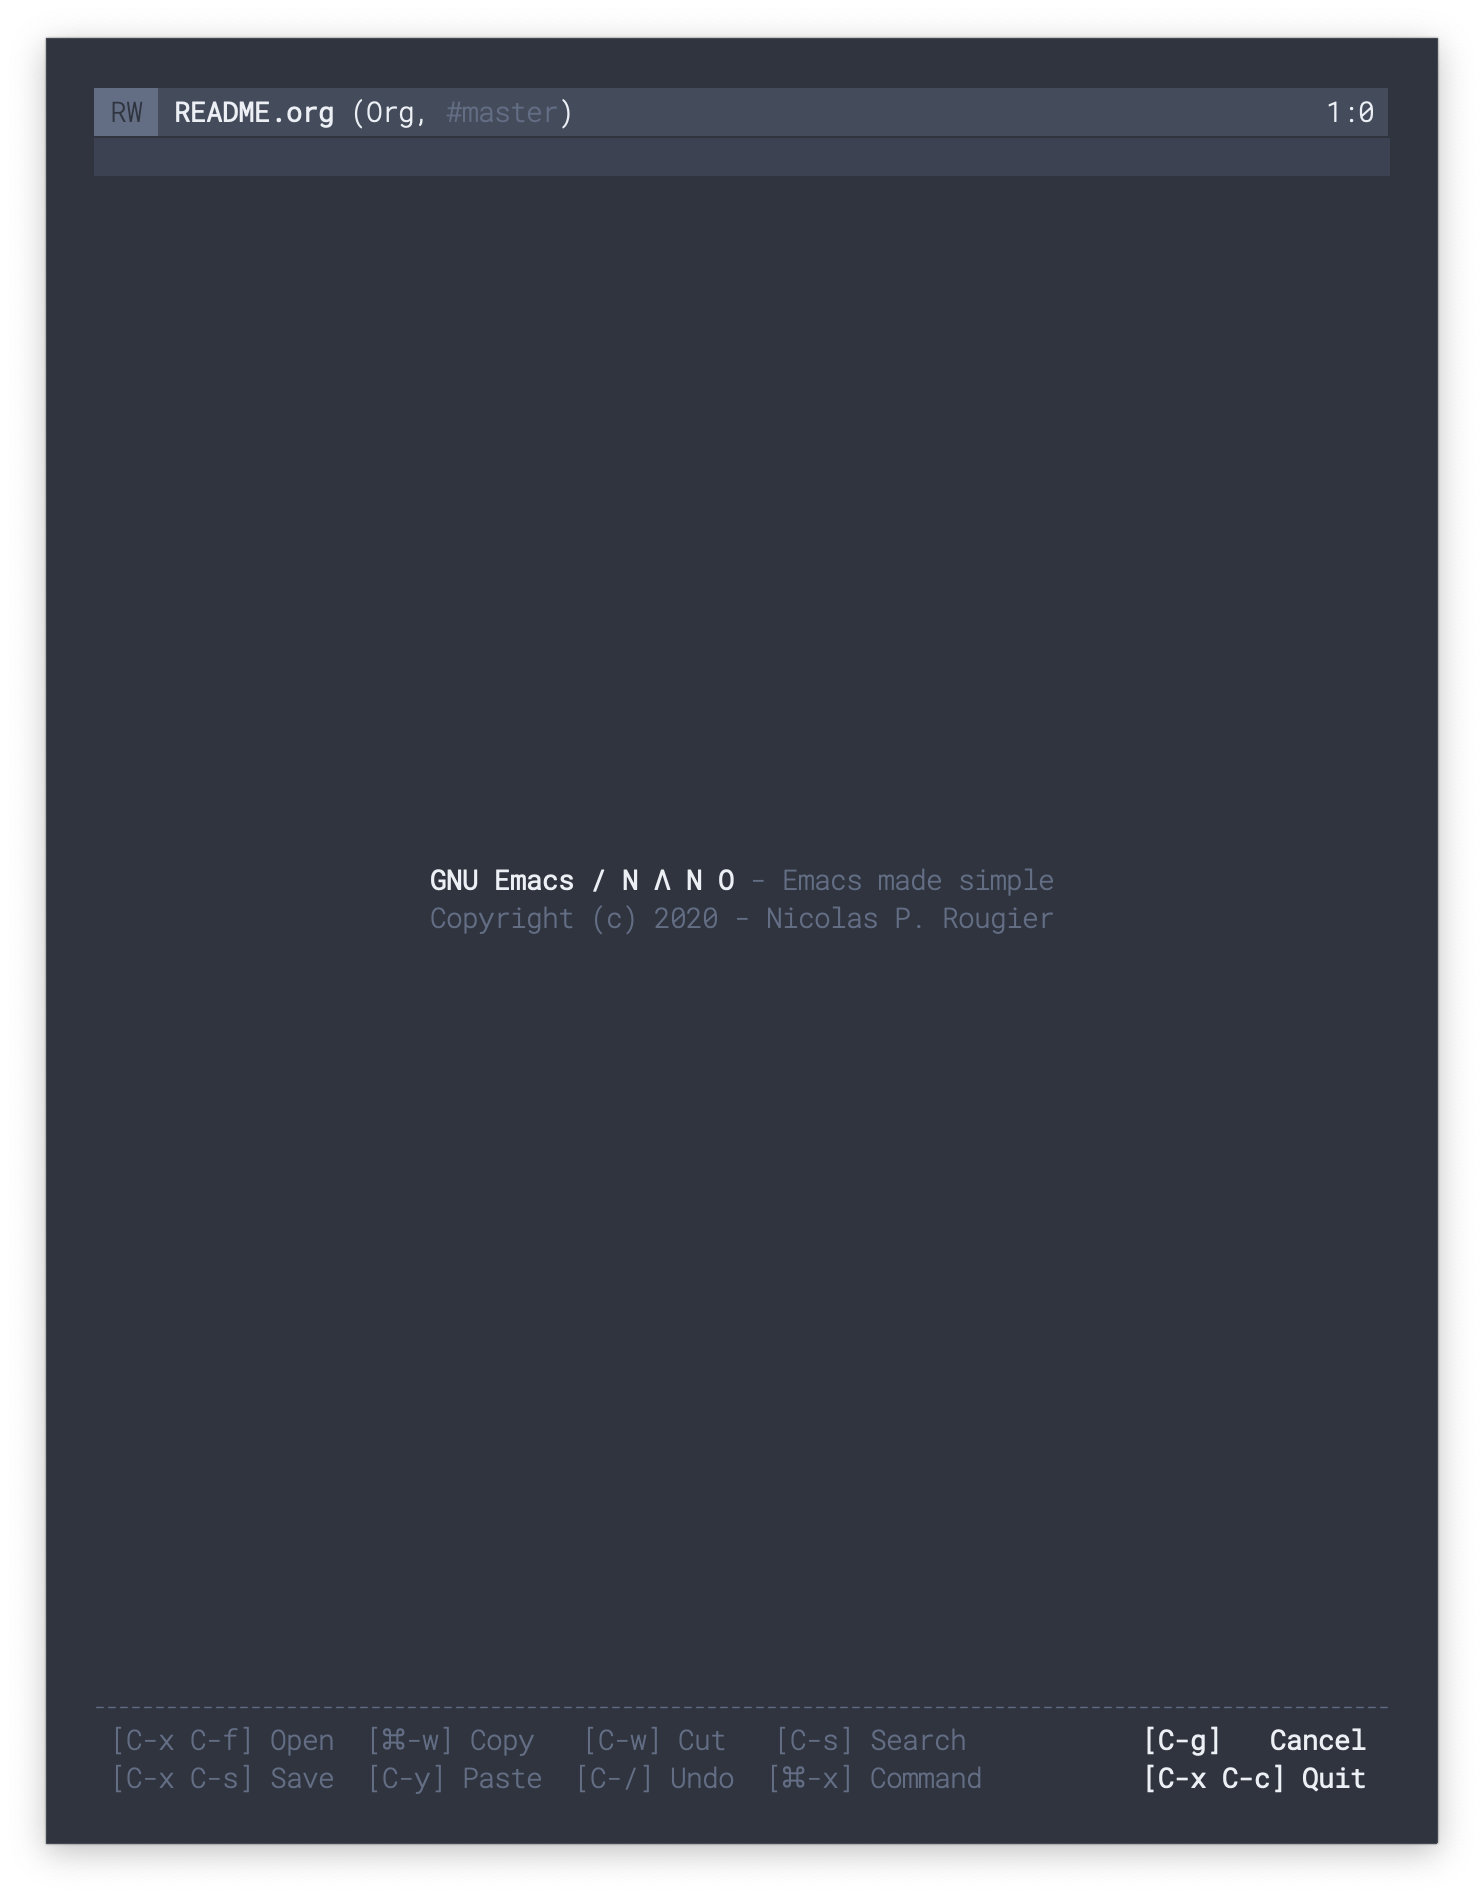 RW README.org (Org, #master) 1:0
GNU Emacs / N Λ N O - Emacs made simple
Copyright (c) 2020 - Nicolas P. Rougier
[C-x C-f] Open [⌘-w] Copy [C-w] Cut [C-s] Search [C-g] Cancel
[C-x C-s] Save [C-y] Paste [C-/] Undo [⌘-x] Command [C-x C-c] Quit